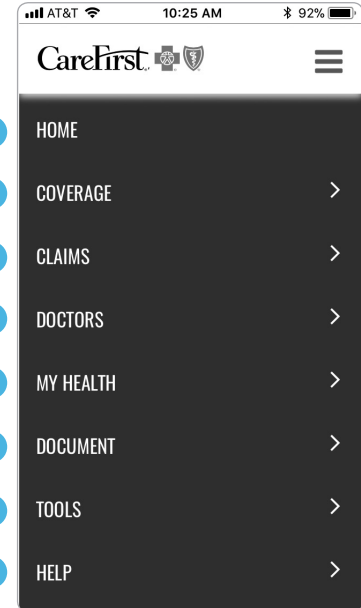 AT&T 10:25 AM 92%
CareFirst.
HOME
COVERAGE
CLAIMS
DOCTORS
MY HEALTH
DOCUMENT
TOOLS
HELP